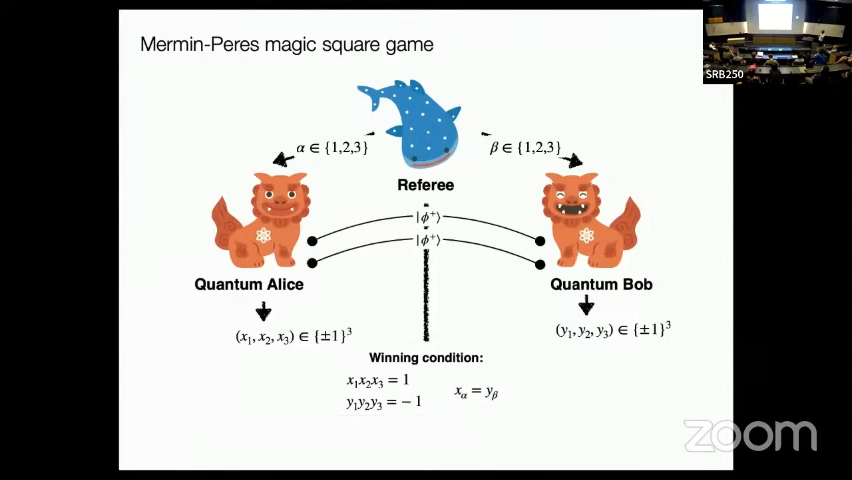 Mermin-Peres magic square game
SRB250
α ∈ {1,2,3}
β ∈ {1,2,3}
Referee
|ϕ⁺⟩
|ϕ⁺⟩
Quantum Alice
Quantum Bob
(x₁, x₂, x₃) ∈ {±1}³
(y₁, y₂, y₃) ∈ {±1}³
Winning condition:
x₁x₂x₃ = 1
y₁y₂y₃ = − 1
x_α = y_β
zoom